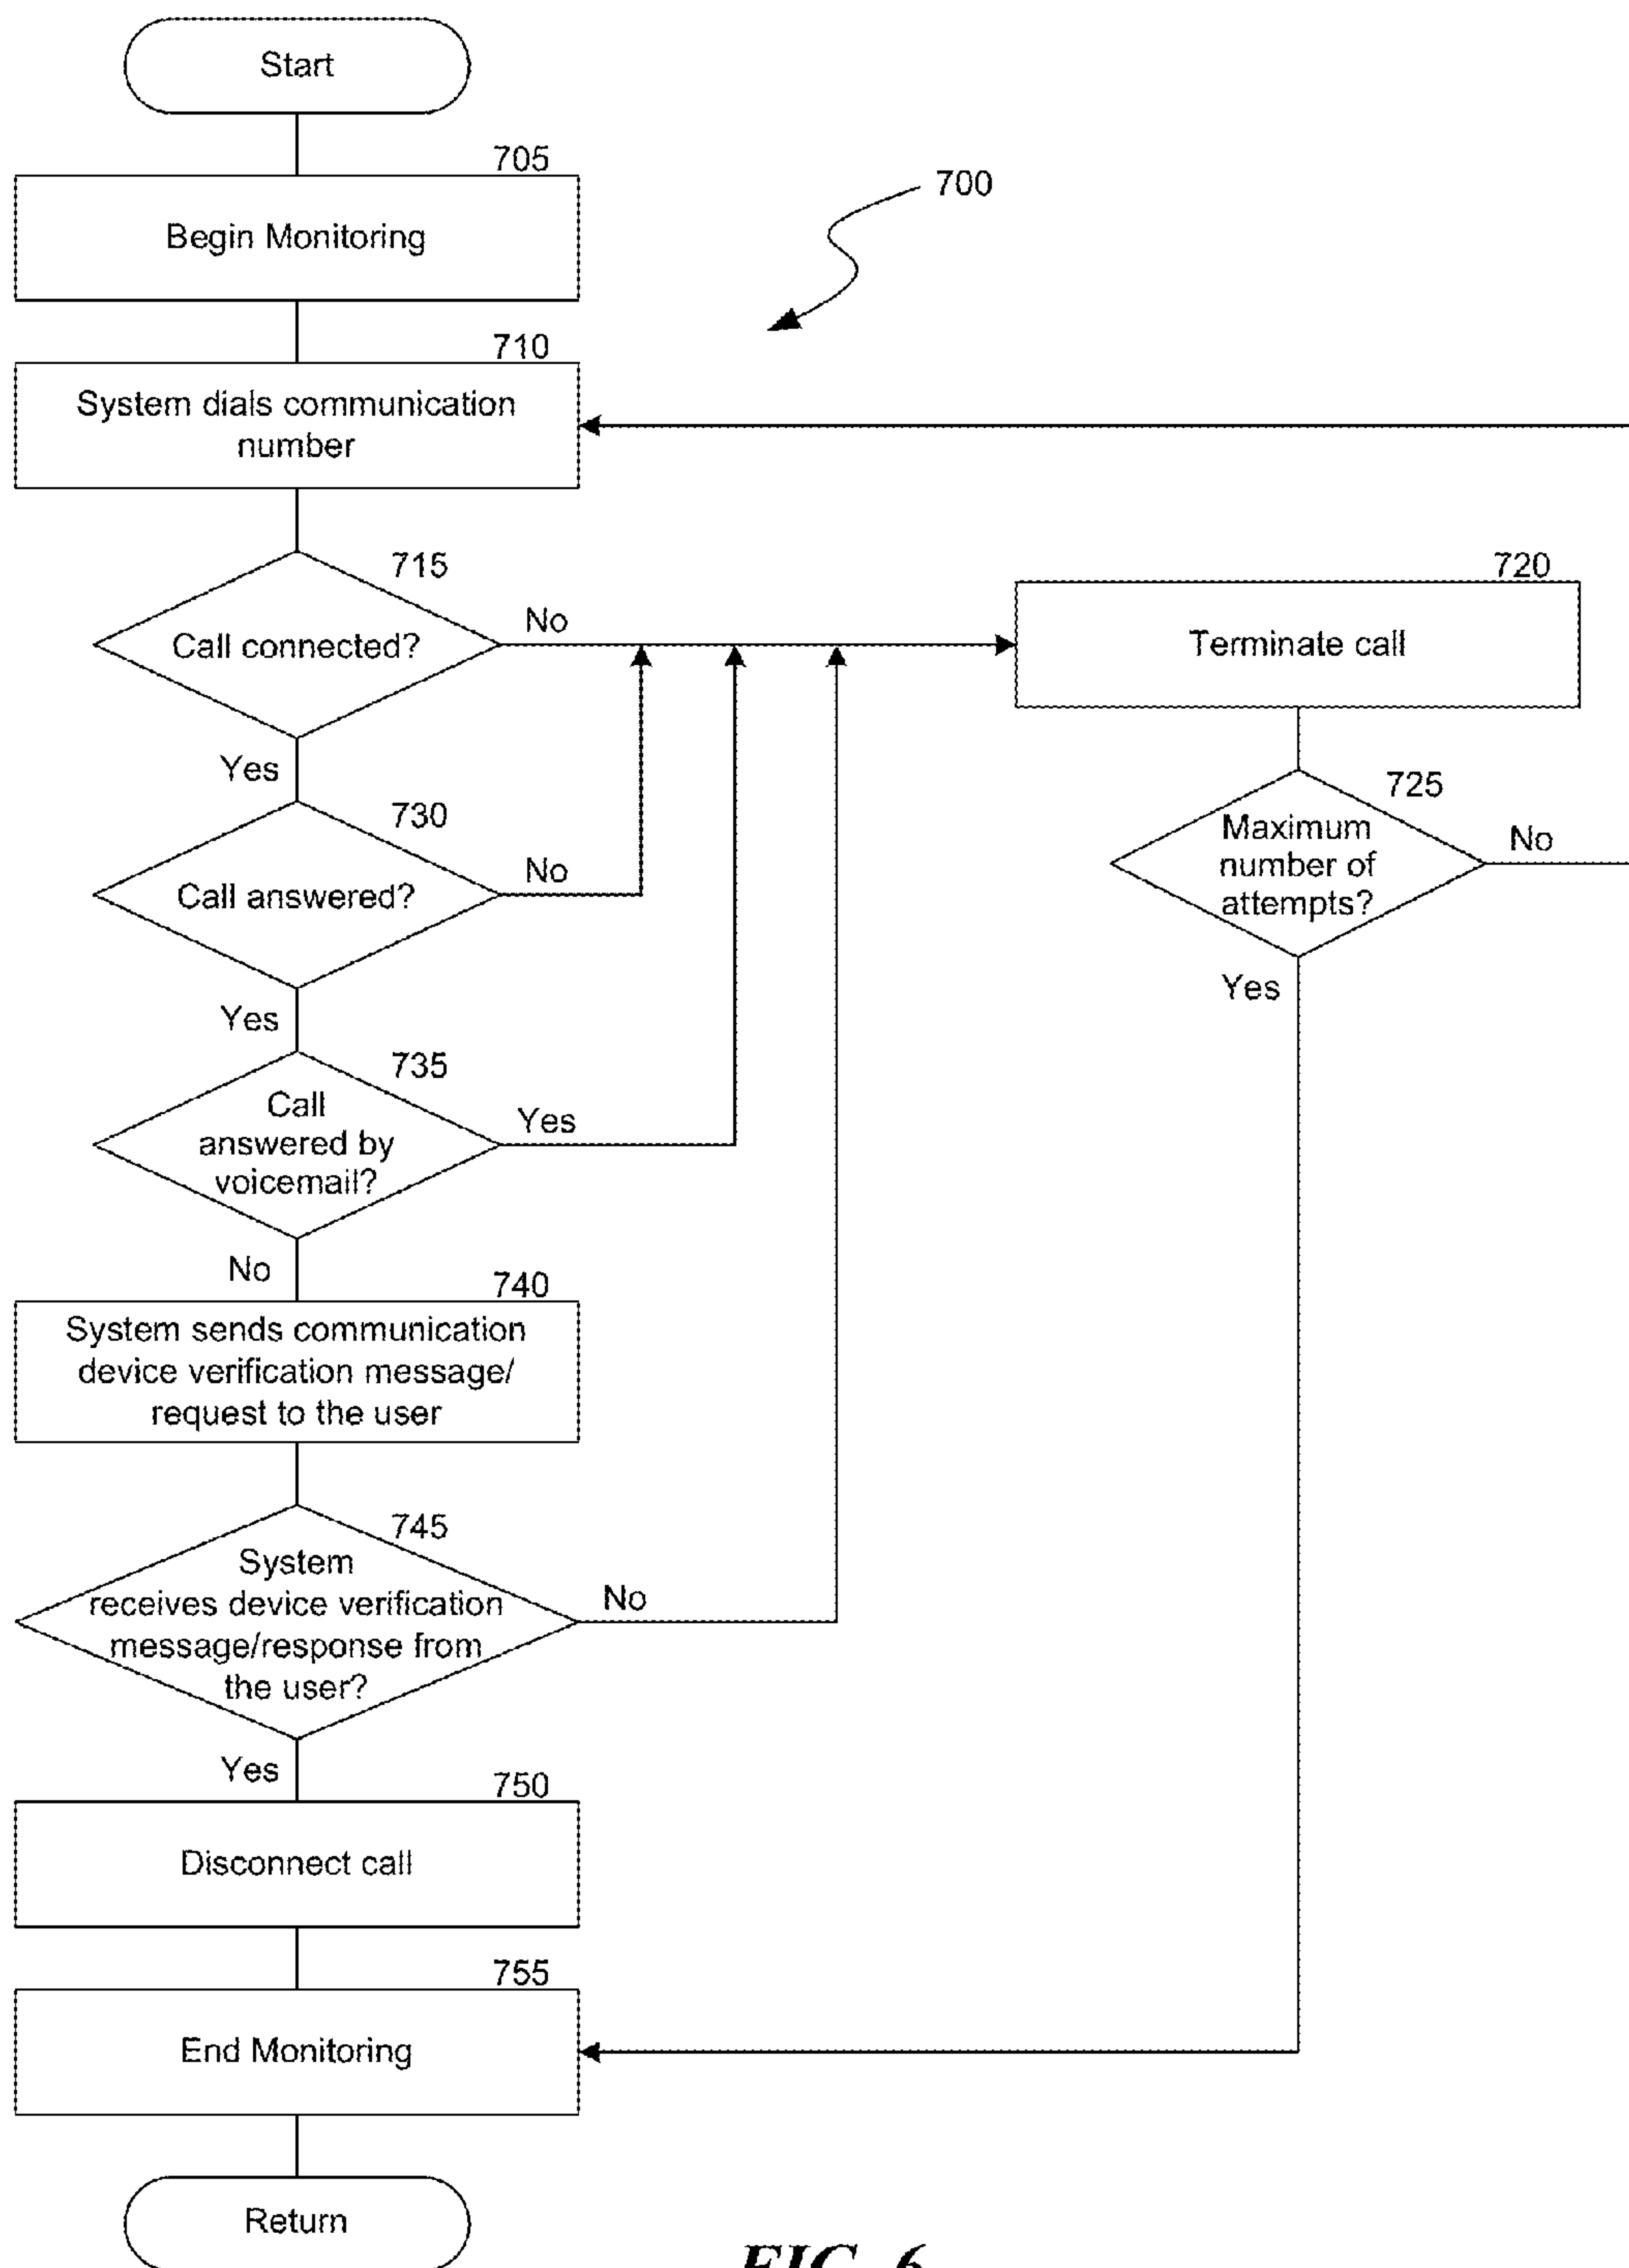 Start
705
Begin Monitoring
700
710
System dials communication
number
715
Call connected?
No
720
Terminate call
Yes
725
Maximum
number of
attempts?
No
Yes
730
Call answered?
No
Yes
735
Call
answered by
voicemail?
Yes
No
740
System sends communication
device verification message/
request to the user
745
System
receives device verification
message/response from
the user?
No
Yes
750
Disconnect call
755
End Monitoring
Return
FIG. 6